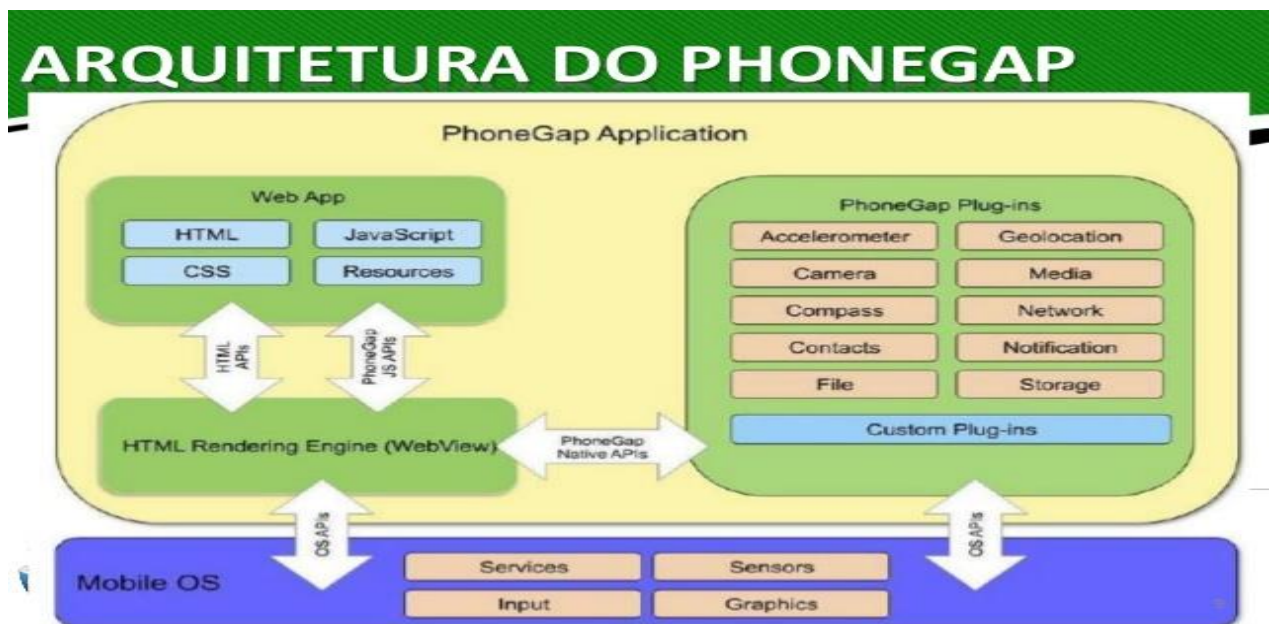 ARQUITETURA DO PHONEGAP
PhoneGap Application
Web App
HTML
JavaScript
CSS
Resources
HTML
APIs
PhoneGap
JS APIs
HTML Rendering Engine (WebView)
PhoneGap
Native APIs
PhoneGap Plug-ins
Accelerometer
Geolocation
Camera
Media
Compass
Network
Contacts
Notification
File
Storage
Custom Plug-ins
OS APIs
OS APIs
Mobile OS
Services
Sensors
Input
Graphics